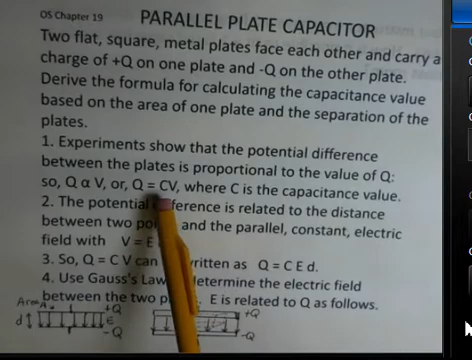 OS Chapter 19
PARALLEL PLATE CAPACITOR
Two flat, square, metal plates face each other and carry a
charge of +Q on one plate and -Q on the other plate.
Derive the formula for calculating the capacitance value
based on the area of one plate and the separation of the
plates.
1. Experiments show that the potential difference
between the plates is proportional to the value of Q:
so, Q α V, or, Q = CV, where C is the capacitance value.
2. The potential difference is related to the distance
between two and the parallel, constant, electric
field with V = E
3. So, Q = C V can written as Q = C E d.
4. Use Gauss's Law determine the electric field
between the two E is related to Q as follows.
Area +Q +Q
d E
-Q -Q